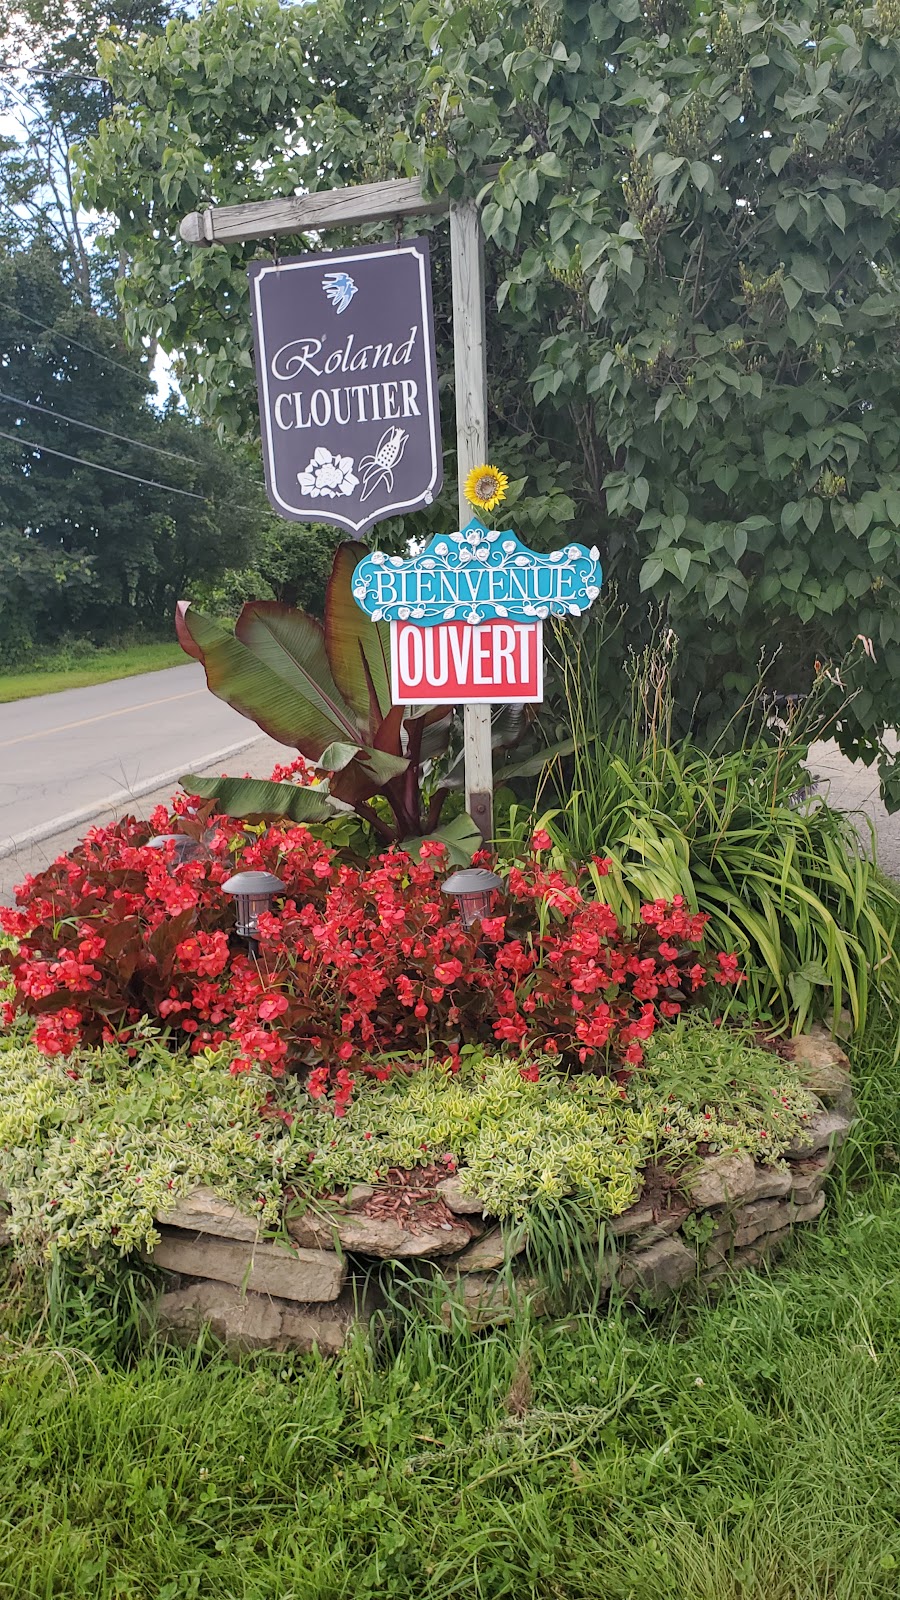 Roland
CLOUTIER
BIENVENUE
OUVERT